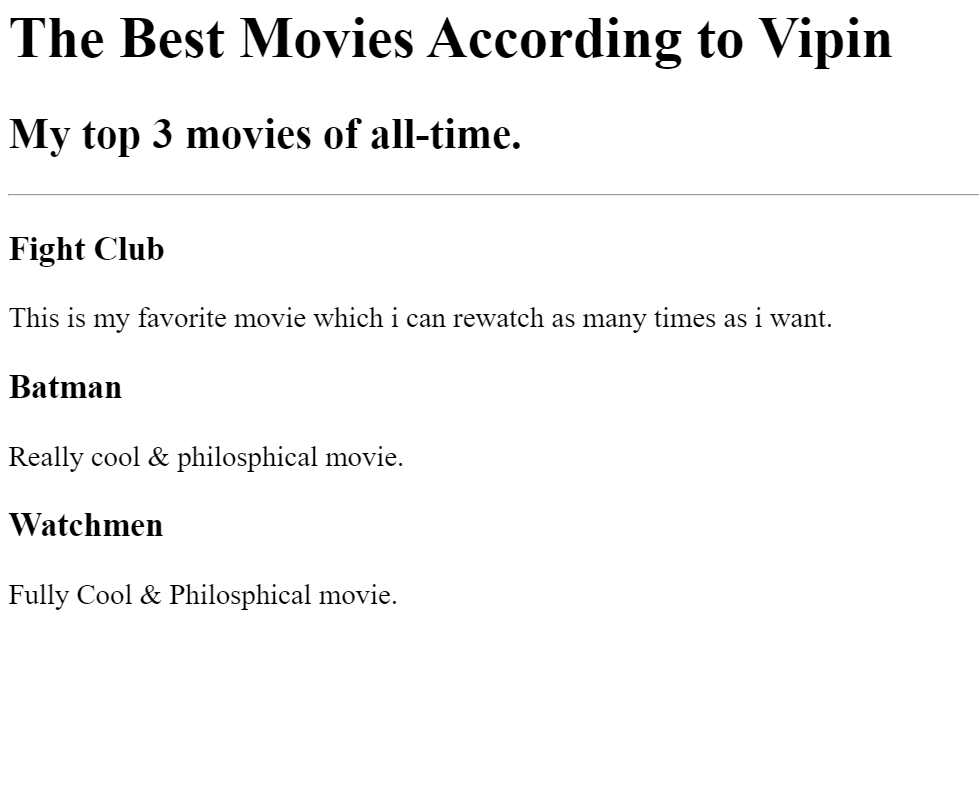 The Best Movies According to Vipin
My top 3 movies of all-time.
Fight Club
This is my favorite movie which i can rewatch as many times as i want.
Batman
Really cool & philosphical movie.
Watchmen
Fully Cool & Philosphical movie.